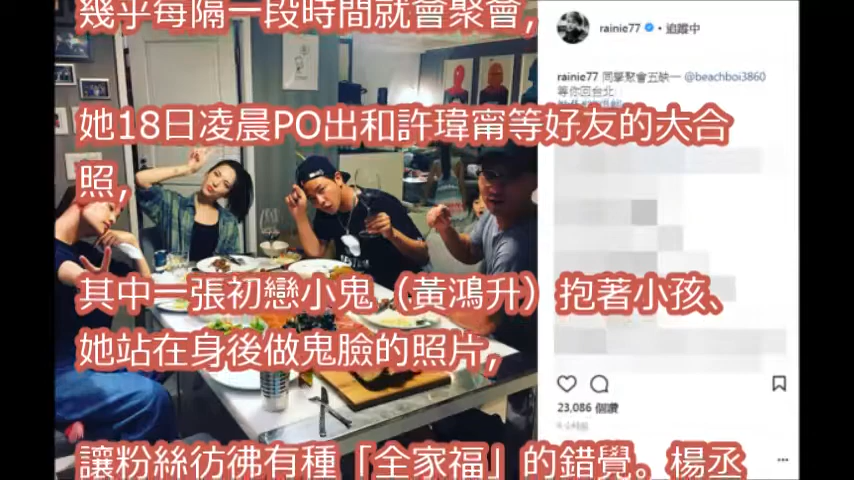 幾乎每隔一段時間就會聚會,
她18日凌晨PO出和許瑋甯等好友的大合
照,
其中一張初戀小鬼（黃鴻升）抱著小孩、
她站在身後做鬼臉的照片,
讓粉絲彷彿有種「全家福」的錯覺。楊丞
rainie77 • 追蹤中
rainie77 同學聚會五缺一 @beachboi3860
等你回台北
23,086 個讚